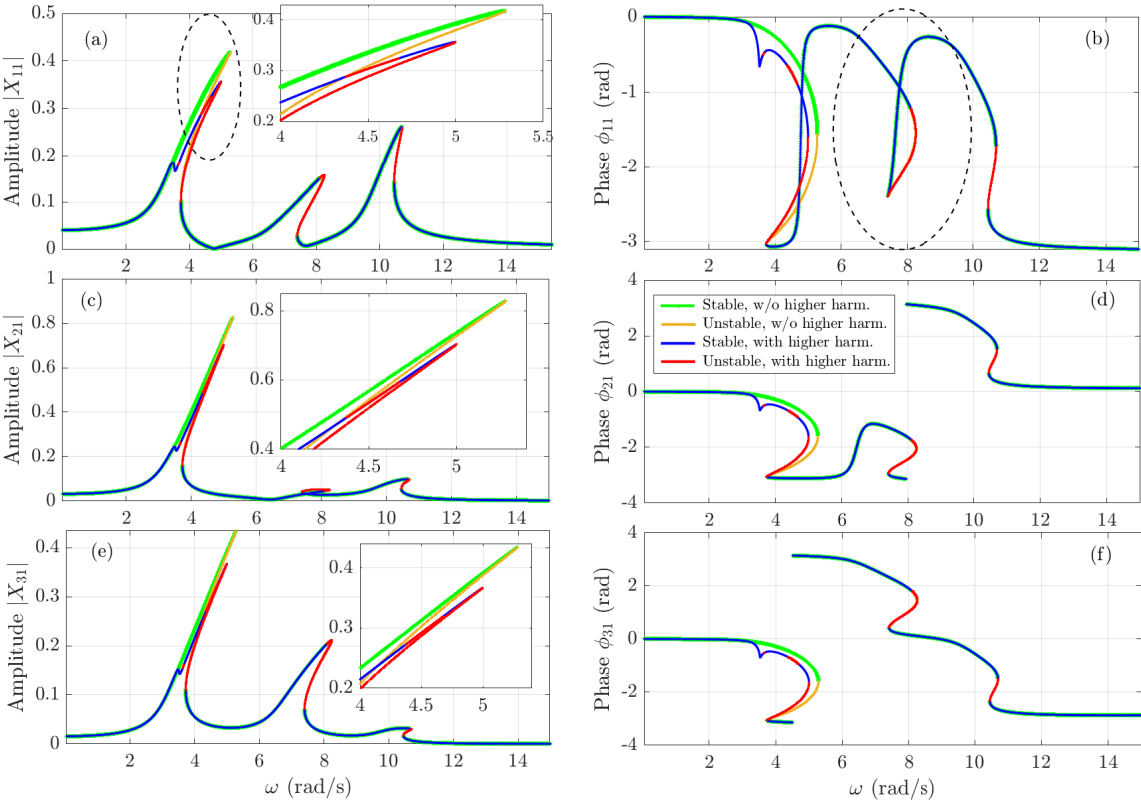 0.5
0.4
0.3
0.2
0.1
0
2 4 6 8 10 12 14
Amplitude |X₁₁|
(a)
0.4
0.3
0.2
4 4.5 5 5.5
0
-1
-2
-3
2 4 6 8 10 12 14
Phase ϕ₁₁ (rad)
(b)
1
0.8
0.6
0.4
0.2
0
2 4 6 8 10 12 14
Amplitude |X₂₁|
(c)
0.8
0.6
0.4
4 4.5 5
4
2
0
-2
-4
2 4 6 8 10 12 14
Phase ϕ₂₁ (rad)
(d)
Stable, w/o higher harm.
Unstable, w/o higher harm.
Stable, with higher harm.
Unstable, with higher harm.
0.4
0.3
0.2
0.1
0
2 4 6 8 10 12 14
Amplitude |X₃₁|
ω (rad/s)
(e)
0.4
0.3
0.2
4 4.5 5
4
2
0
-2
-4
2 4 6 8 10 12 14
Phase ϕ₃₁ (rad)
ω (rad/s)
(f)